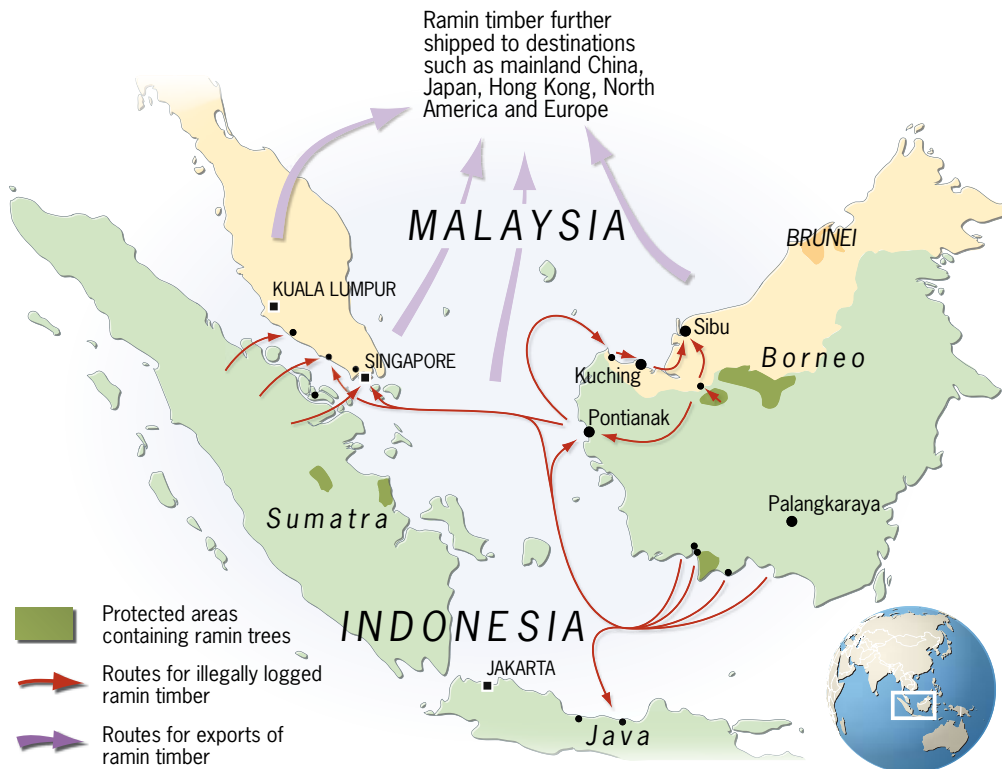 Ramin timber further
shipped to destinations
such as mainland China,
Japan, Hong Kong, North
America and Europe
MALAYSIA
BRUNEI
KUALA LUMPUR
SINGAPORE
Sibu
Borneo
Kuching
Pontianak
Palangkaraya
Sumatra
INDONESIA
JAKARTA
Java
Protected areas
containing ramin trees
Routes for illegally logged
ramin timber
Routes for exports of
ramin timber